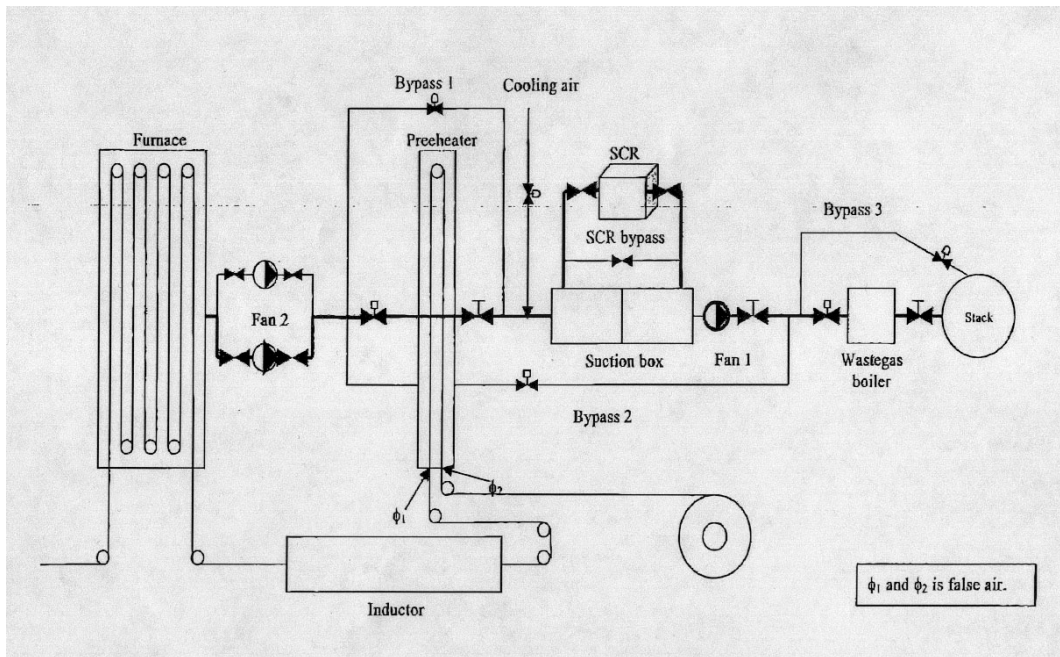 Bypass 1
Cooling air
Furnace
Preeheater
SCR
Bypass 3
SCR bypass
Fan 2
Stack
Suction box
Fan 1
Wastegas
boiler
Bypass 2
ϕ1
ϕ2
Inductor
ϕ1 and ϕ2 is false air.